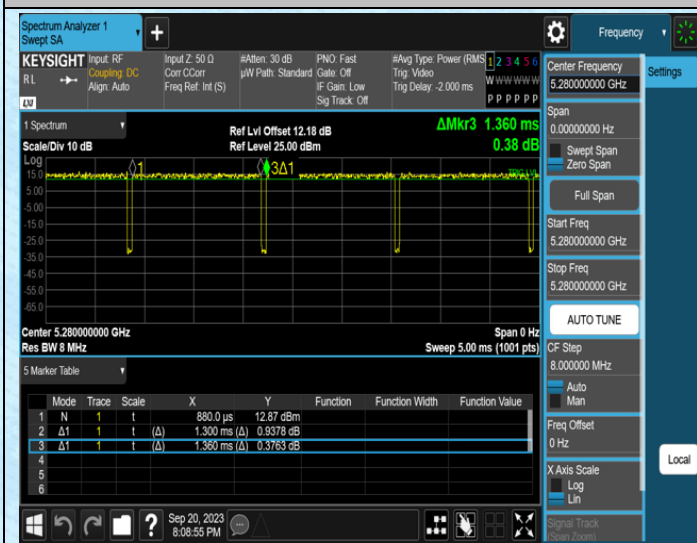 Spectrum Analyzer 1
Swept SA
+
Frequency
KEYSIGHT Input: RF Input Z: 50 Ω #Atten: 30 dB PNO: Fast #Avg Type: Power (RMS 1 2 3 4 5 6
RL Coupling: DC Corr CCorr µW Path: Standard Gate: Off Trig: Video W W W W W W
Align: Auto Freq Ref: Int (S) IF Gain: Low Trig Delay: -2.000 ms
LXI Sig Track: Off P P P P P P
1 Spectrum
Scale/Div 10 dB Ref Lvl Offset 12.18 dB ΔMkr3 1.360 ms
Ref Level 25.00 dBm 0.38 dB
Log
15.0
5.00
-5.00
-15.0
-25.0
-35.0
-45.0
-55.0
-65.0
1
3Δ1
TRIG LVL
Center 5.280000000 GHz Span 0 Hz
Res BW 8 MHz Sweep 5.00 ms (1001 pts)
5 Marker Table
Mode Trace Scale X Y Function Function Width Function Value
1 N 1 t 880.0 µs 12.87 dBm
2 Δ1 1 t (Δ) 1.300 ms (Δ) 0.9378 dB
3 Δ1 1 t (Δ) 1.360 ms (Δ) 0.3763 dB
4
5
6
?
Sep 20, 2023
8:08:55 PM
Center Frequency
5.280000000 GHz
Span
0.00000000 Hz
Swept Span
Zero Span
Full Span
Start Freq
5.280000000 GHz
Stop Freq
5.280000000 GHz
AUTO TUNE
CF Step
8.000000 MHz
Auto
Man
Freq Offset
0 Hz
X Axis Scale
Log
Lin
Signal Track
(Span Zoom)
Settings
Local